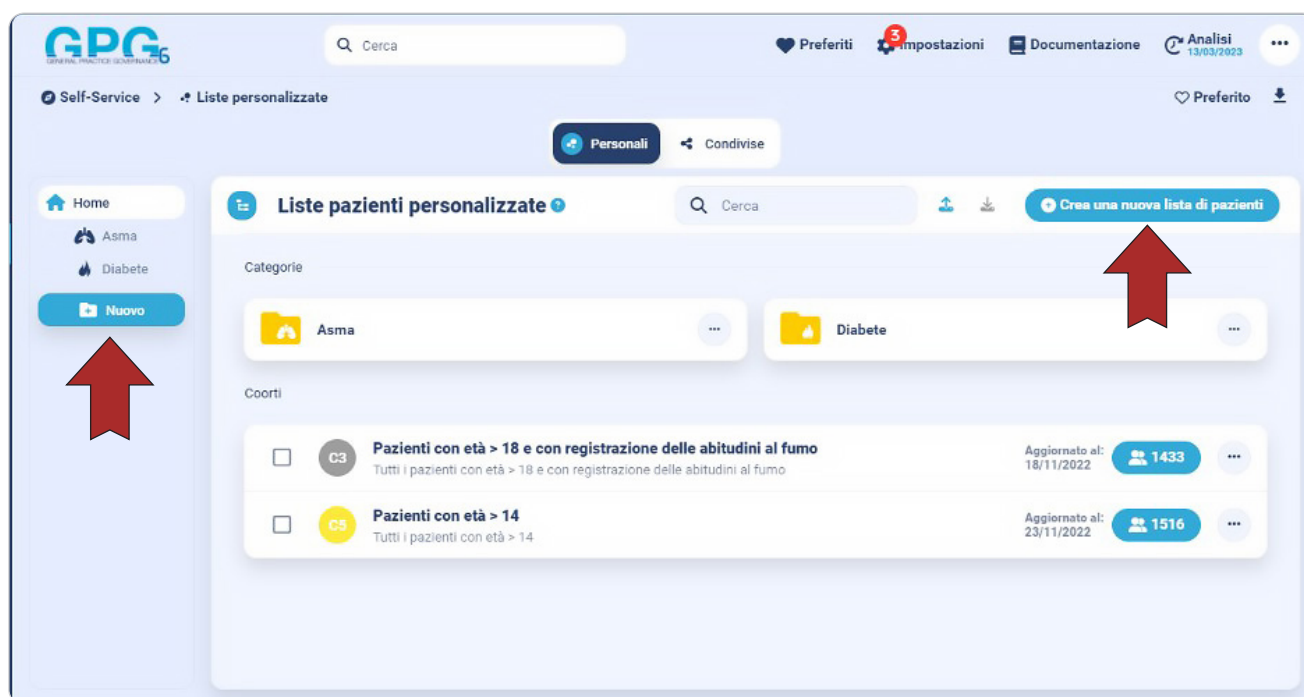 GPG6
GENERAL PRACTICE GOVERNANCE
Cerca
Preferiti
3
Impostazioni
Documentazione
Analisi
13/03/2023
Self-Service > Liste personalizzate
Preferito
Personali
Condivise
Home
Asma
Diabete
Nuovo
Liste pazienti personalizzate
Cerca
Crea una nuova lista di pazienti
Categorie
Asma
Diabete
Coorti
C3
Pazienti con età > 18 e con registrazione delle abitudini al fumo
Tutti i pazienti con età > 18 e con registrazione delle abitudini al fumo
Aggiornato al:
18/11/2022
1433
C5
Pazienti con età > 14
Tutti i pazienti con età > 14
Aggiornato al:
23/11/2022
1516